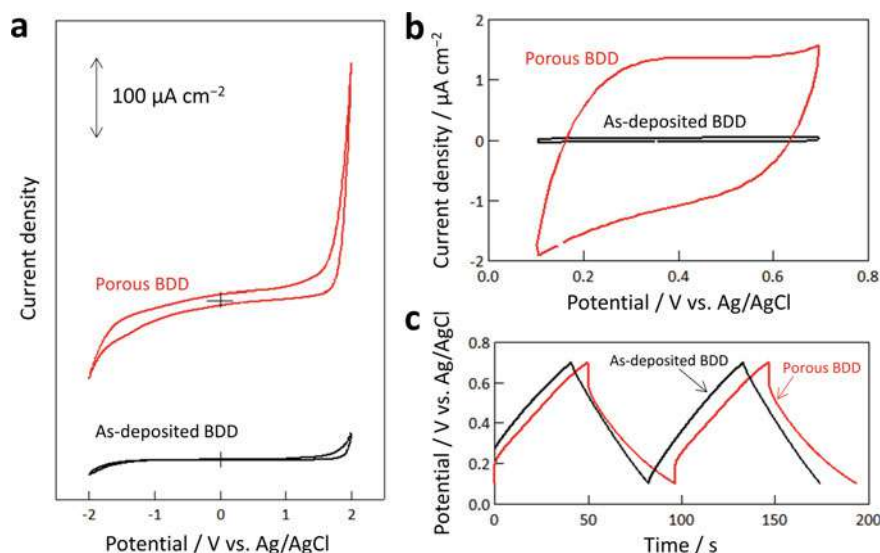 a
100 µA cm⁻²
Current density
Porous BDD
As-deposited BDD
-2
-1
0
1
2
Potential / V vs. Ag/AgCl
b
Current density / µA cm⁻²
2
1
0
-1
-2
Porous BDD
As-deposited BDD
0.0
0.2
0.4
0.6
0.8
Potential / V vs. Ag/AgCl
c
Potential / V vs. Ag/AgCl
0.8
0.6
0.4
0.2
0.0
As-deposited BDD
Porous BDD
0
50
100
150
200
Time / s